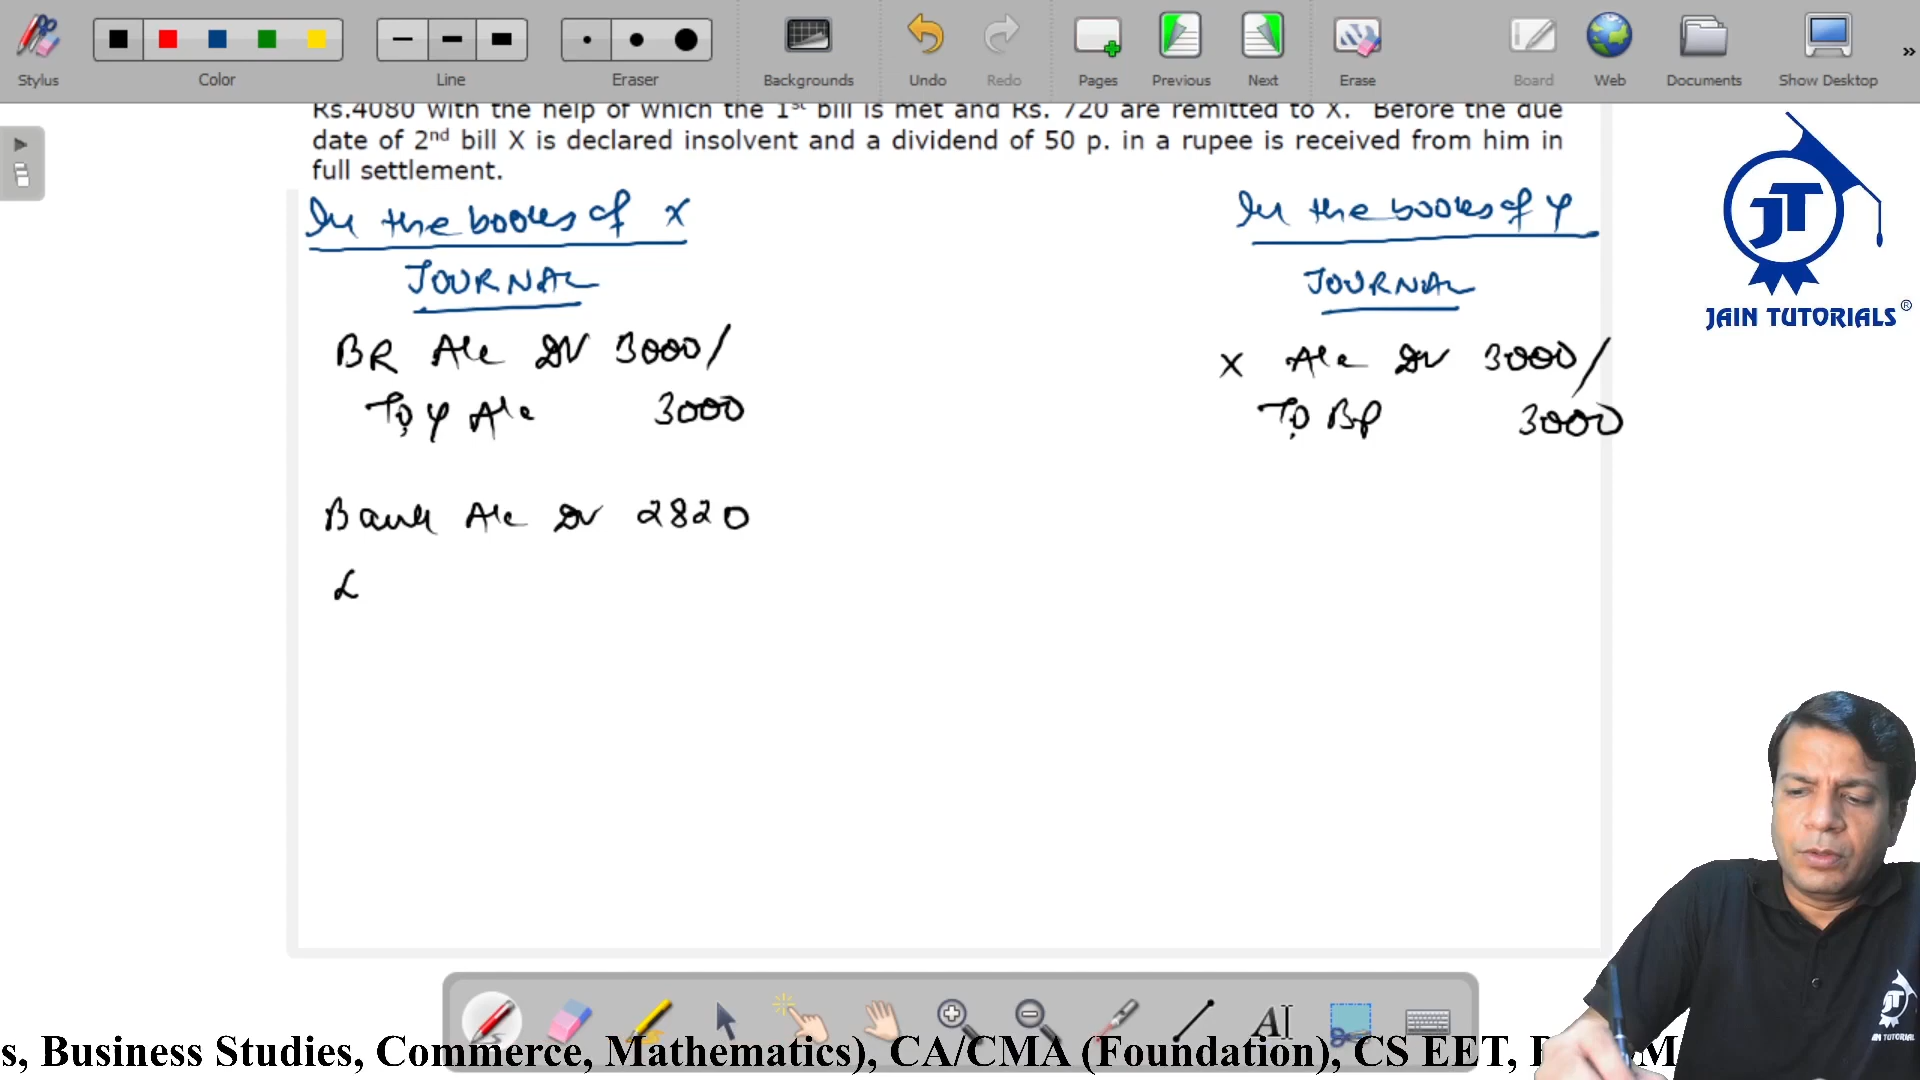 Stylus
Color
Line
Eraser
Backgrounds
Undo
Redo
Pages
Previous
Next
Erase
Board
Web
Documents
Show Desktop
»
Rs.4080 with the help of which the 1st bill is met and Rs. 720 are remitted to X. Before the due
date of 2nd bill X is declared insolvent and a dividend of 50 p. in a rupee is received from him in
full settlement.
In the books of X
JOURNAL
BR A/c Dr 3000/
To Y A/c 3000
Bank A/c Dr 2820
In the books of Y
JOURNAL
X A/c Dr 3000/
To BP 3000
JT
JAIN TUTORIALS®
AI
s, Business Studies, Commerce, Mathematics), CA/CMA (Foundation), CS EET,